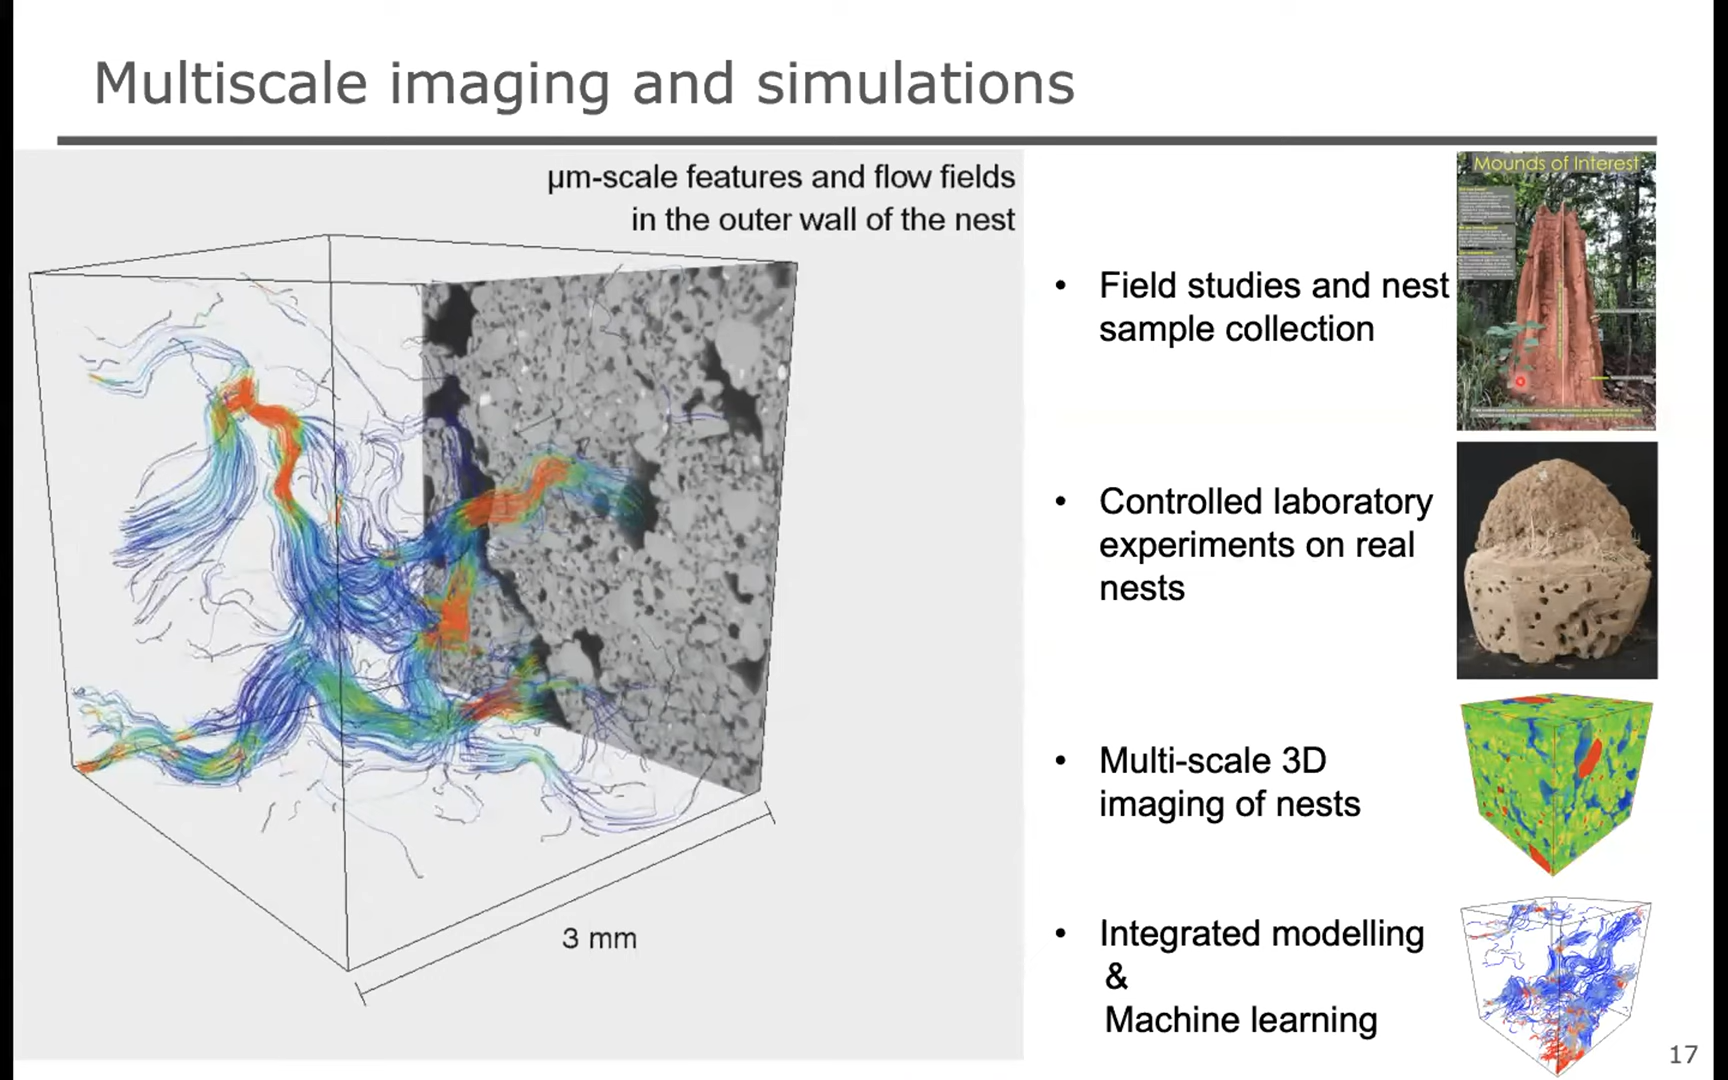 Multiscale imaging and simulations
µm-scale features and flow fields
in the outer wall of the nest
3 mm
• Field studies and nest
sample collection
• Controlled laboratory
experiments on real
nests
• Multi-scale 3D
imaging of nests
• Integrated modelling
&
Machine learning
Mounds of Interest
17